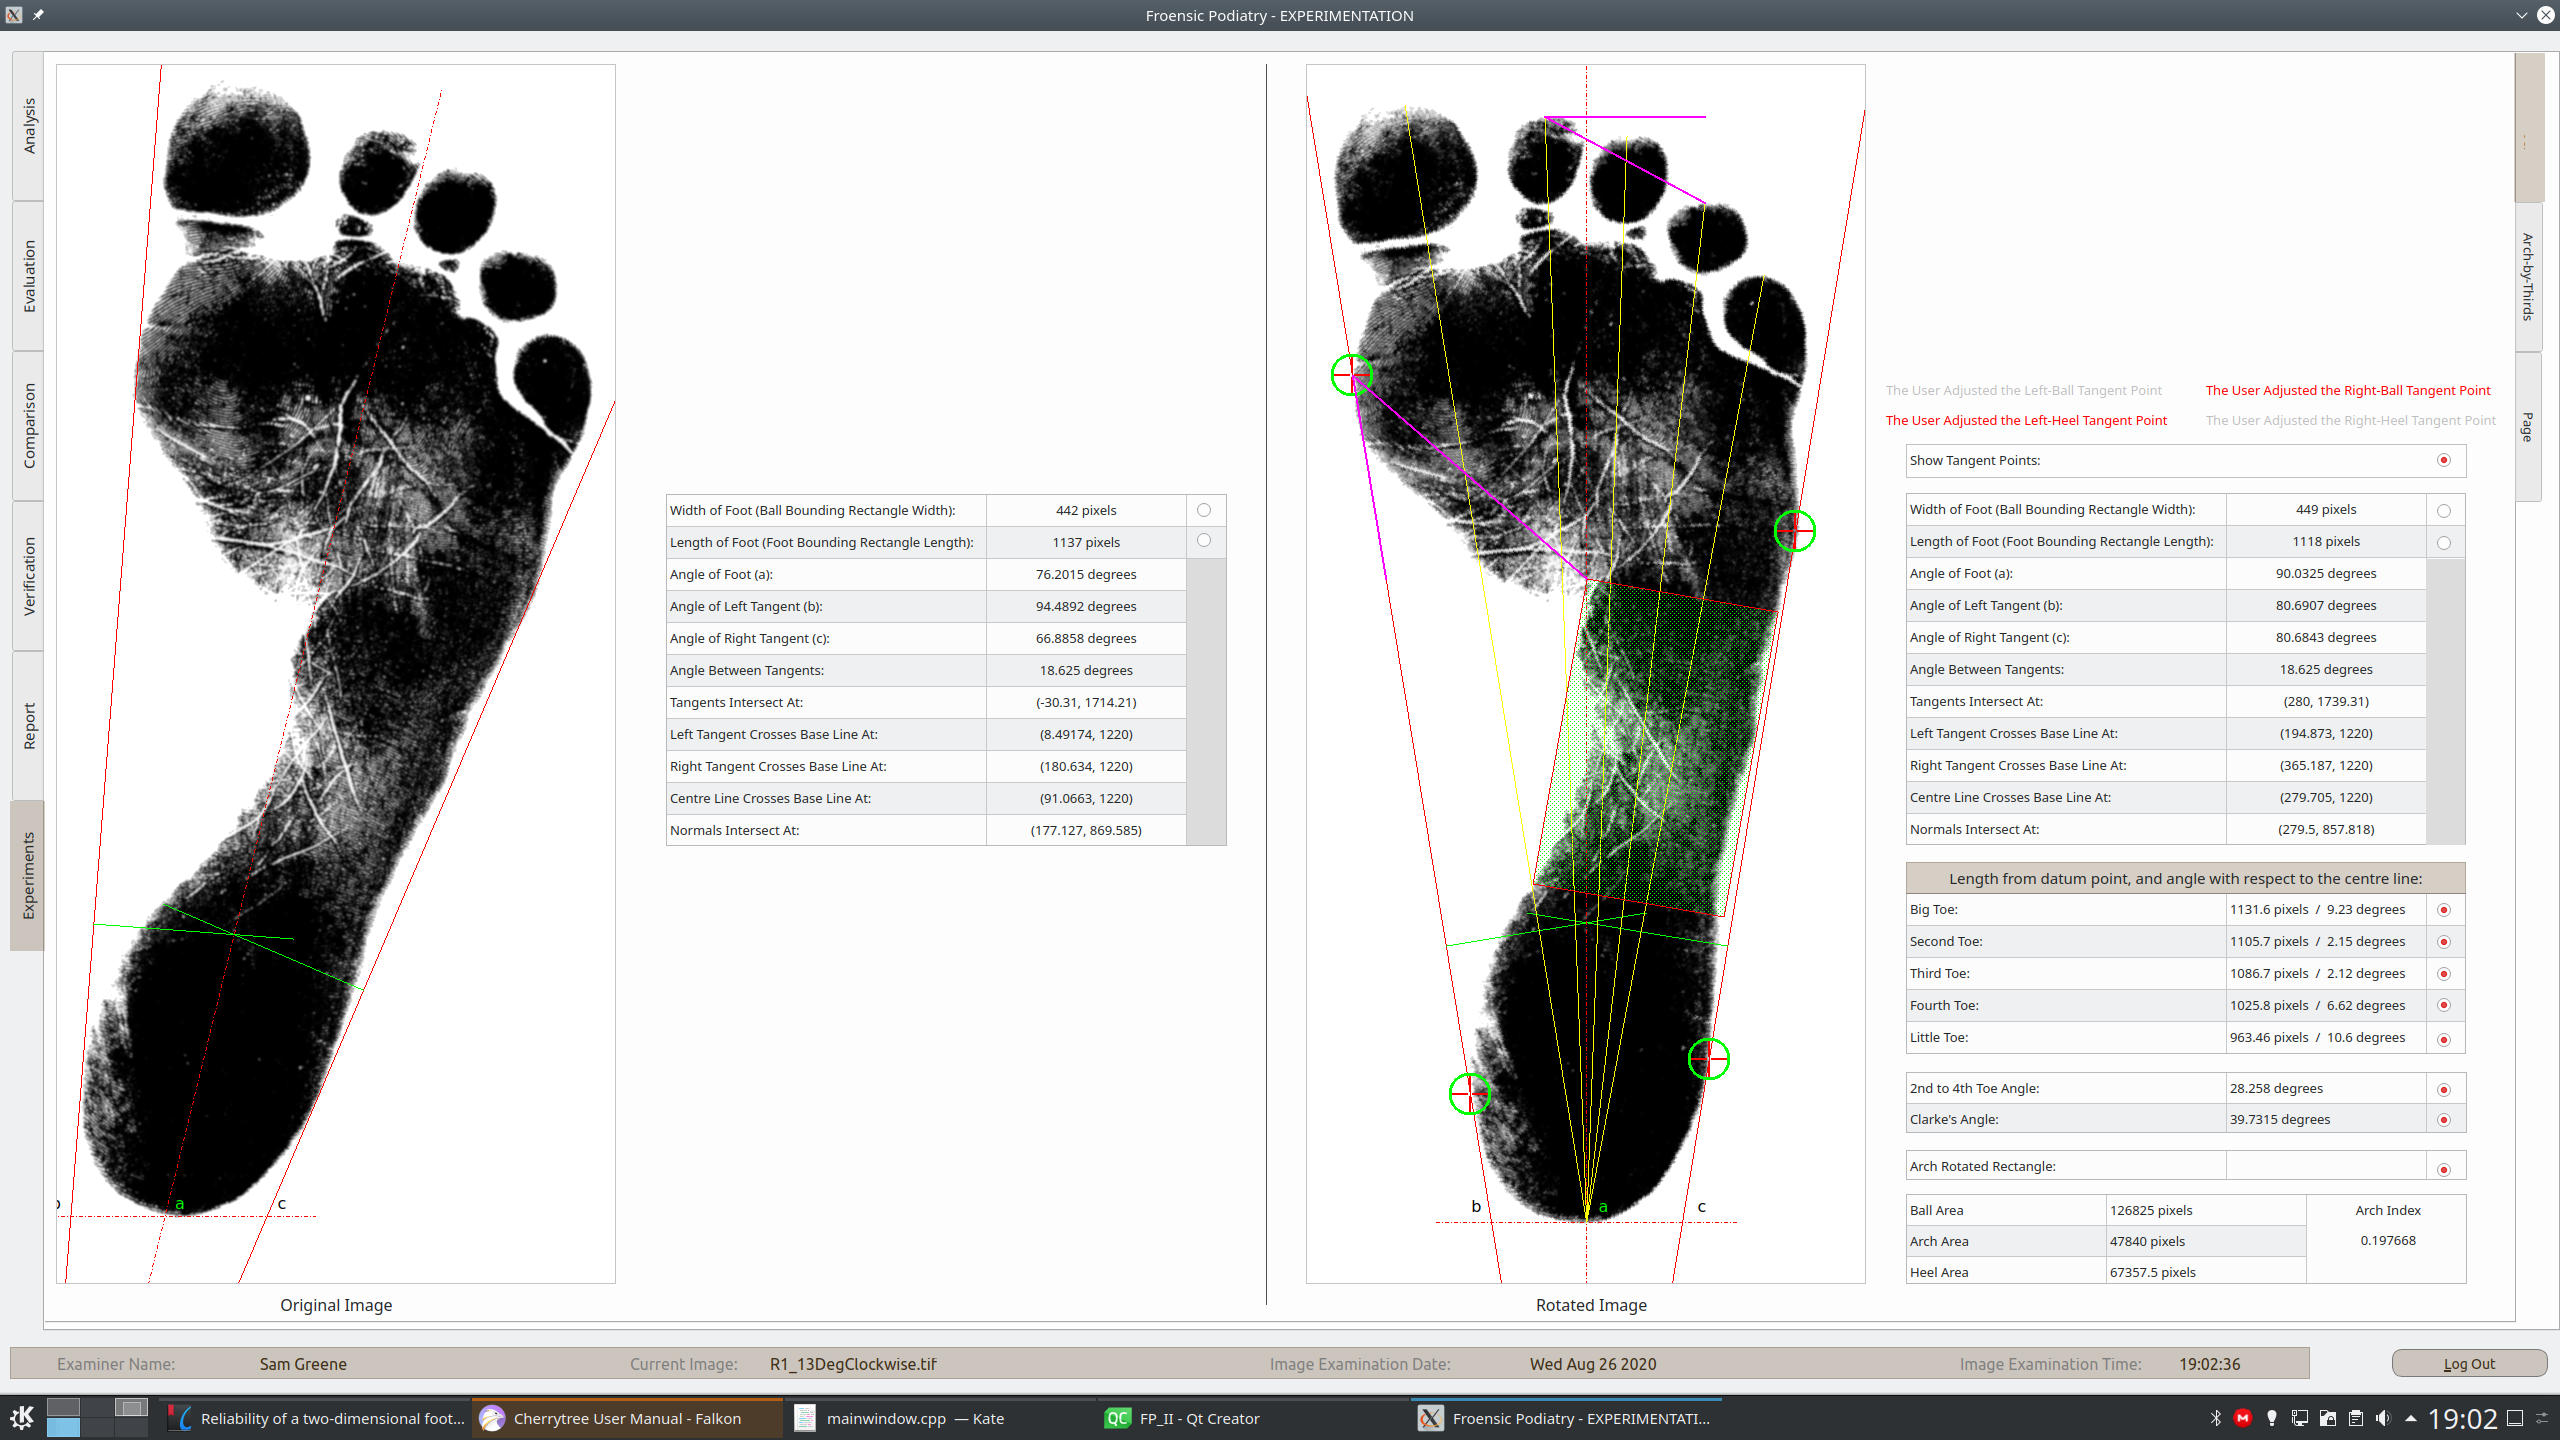 Froensic Podiatry - EXPERIMENTATION
Analysis
Evaluation
Comparison
Verification
Report
Experiments
a
c
Original Image
Width of Foot (Ball Bounding Rectangle Width): 442 pixels
Length of Foot (Foot Bounding Rectangle Length): 1137 pixels
Angle of Foot (a): 76.2015 degrees
Angle of Left Tangent (b): 94.4892 degrees
Angle of Right Tangent (c): 66.8858 degrees
Angle Between Tangents: 18.625 degrees
Tangents Intersect At: (-30.31, 1714.21)
Left Tangent Crosses Base Line At: (8.49174, 1220)
Right Tangent Crosses Base Line At: (180.634, 1220)
Centre Line Crosses Base Line At: (91.0663, 1220)
Normals Intersect At: (177.127, 869.585)
b a c
Rotated Image
The User Adjusted the Left-Ball Tangent Point The User Adjusted the Right-Ball Tangent Point
The User Adjusted the Left-Heel Tangent Point The User Adjusted the Right-Heel Tangent Point
Show Tangent Points:
Width of Foot (Ball Bounding Rectangle Width): 449 pixels
Length of Foot (Foot Bounding Rectangle Length): 1118 pixels
Angle of Foot (a): 90.0325 degrees
Angle of Left Tangent (b): 80.6907 degrees
Angle of Right Tangent (c): 80.6843 degrees
Angle Between Tangents: 18.625 degrees
Tangents Intersect At: (280, 1739.31)
Left Tangent Crosses Base Line At: (194.873, 1220)
Right Tangent Crosses Base Line At: (365.187, 1220)
Centre Line Crosses Base Line At: (279.705, 1220)
Normals Intersect At: (279.5, 857.818)
Length from datum point, and angle with respect to the centre line:
Big Toe: 1131.6 pixels / 9.23 degrees
Second Toe: 1105.7 pixels / 2.15 degrees
Third Toe: 1086.7 pixels / 2.12 degrees
Fourth Toe: 1025.8 pixels / 6.62 degrees
Little Toe: 963.46 pixels / 10.6 degrees
2nd to 4th Toe Angle: 28.258 degrees
Clarke's Angle: 39.7315 degrees
Arch Rotated Rectangle:
Ball Area 126825 pixels Arch Index
Arch Area 47840 pixels 0.197668
Heel Area 67357.5 pixels
Arch-by-Thirds
Page
Examiner Name: Sam Greene Current Image: R1_13DegClockwise.tif Image Examination Date: Wed Aug 26 2020 Image Examination Time: 19:02:36 Log Out
Reliability of a two-dimensional foot... Cherrytree User Manual - Falkon mainwindow.cpp — Kate QC FP_II - Qt Creator Froensic Podiatry - EXPERIMENTATI... 19:02